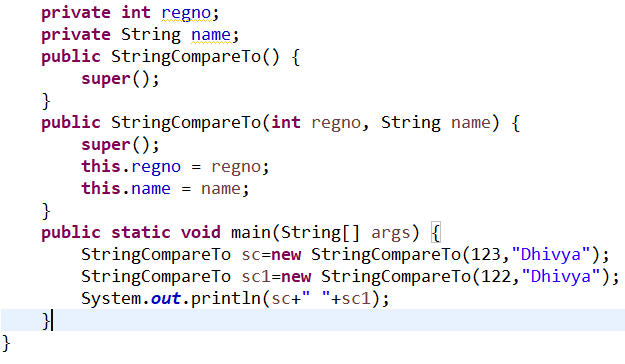 private int regno;
private String name;
public StringCompareTo() {
super();
}
public StringCompareTo(int regno, String name) {
super();
this.regno = regno;
this.name = name;
}
public static void main(String[] args) {
StringCompareTo sc=new StringCompareTo(123,"Dhivya");
StringCompareTo sc1=new StringCompareTo(122,"Dhivya");
System.out.println(sc+" "+sc1);
}
}